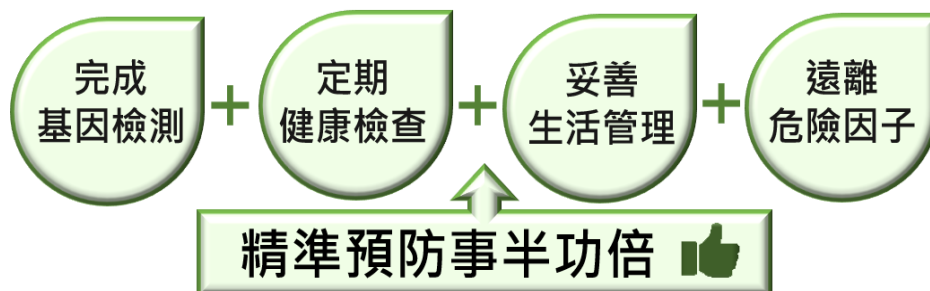 完成
基因檢測
+
定期
健康檢查
+
妥善
生活管理
+
遠離
危險因子
精準預防事半功倍